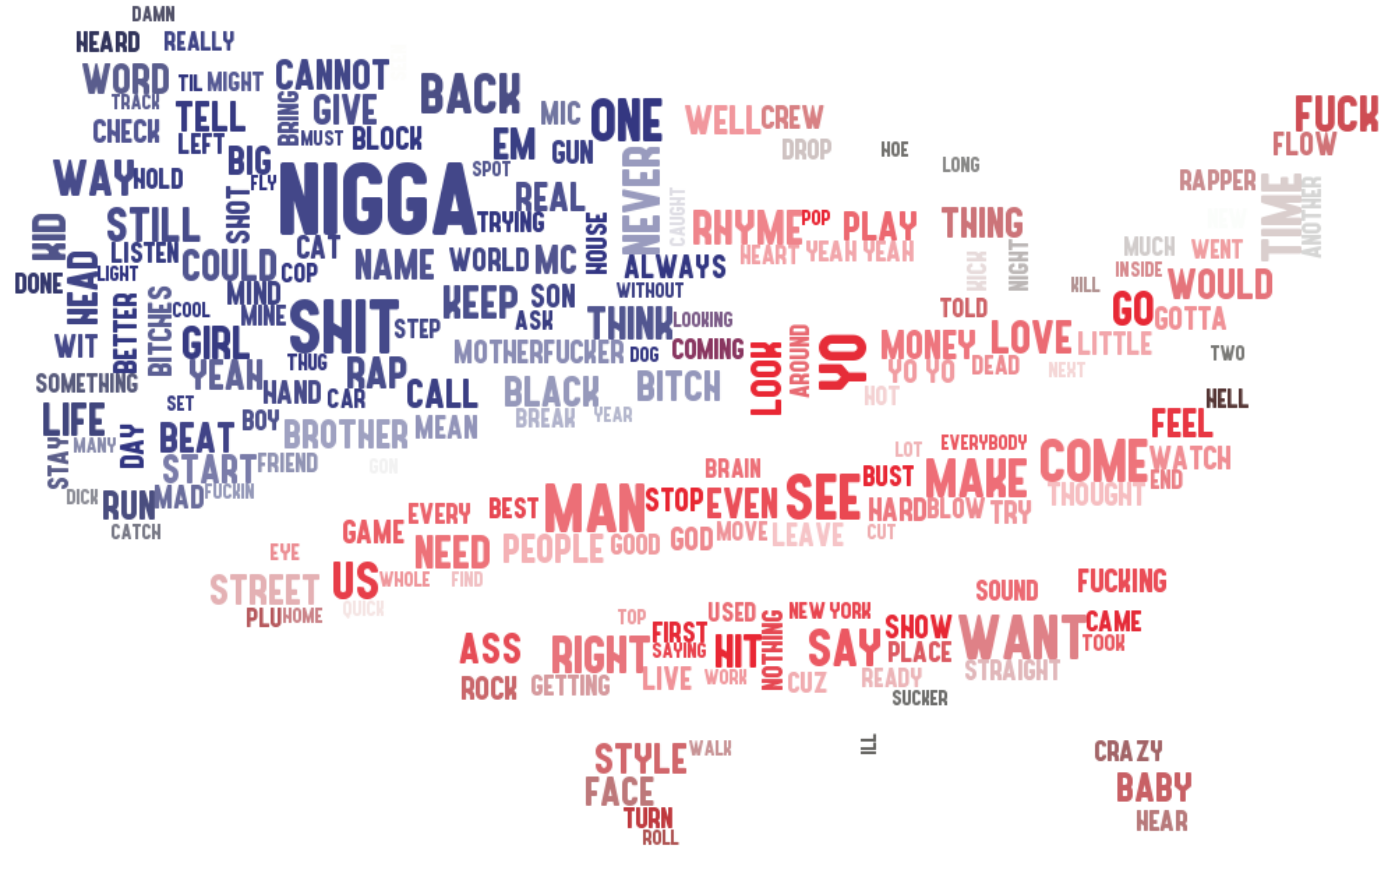 DAMN
HEARD
REALLY
WORD
TIL
MIGHT
CANNOT
BACK
TRACK
CHECK
TELL
BRING
GIVE
MIC
ONE
WELL
CREW
FUCK
LEFT
MUST
BLOCK
EM
GUN
DROP
HOE
FLOW
BIG
LONG
WAY
HOLD
FLY
NIGGA
SPOT
REAL
NEVER
RAPPER
TIME
ANOTHER
KID
STILL
SHOT
TRYING
HOUSE
CAUGHT
RHYME
POP
PLAY
THING
NEW
LISTEN
CAT
HEART
YEAH YEAH
MUCH
WENT
DONE
HEAD
LIGHT
COULD
COP
NAME
WORLD
MC
ALWAYS
KICK
NIGHT
INSIDE
KILL
WOULD
BETTER
BITCHES
MIND
KEEP
SON
WITHOUT
TOLD
GO
GOTTA
COOL
MINE
SHIT
STEP
ASK
THINK
LOOKING
WIT
GIRL
MOTHERFUCKER
DOG
COMING
LOOK
AROUND
YO
MONEY
LOVE
LITTLE
TWO
THUG
SOMETHING
YEAH
RAP
YO YO
DEAD
NEXT
HAND
CAR
CALL
BLACK
BITCH
HOT
HELL
LIFE
SET
BOY
BREAK
YEAR
FEEL
STAY
MANY
DAY
BEAT
BROTHER
MEAN
LOT
EVERYBODY
COME
WATCH
START
FRIEND
GON
BRAIN
BUST
MAKE
END
DICK
RUN
MAD
FUCKIN
BEST
MAN
STOP
EVEN
SEE
HARD
BLOW
TRY
THOUGHT
CATCH
GAME
EVERY
GOOD
GOD
MOVE
LEAVE
CUT
EYE
NEED
PEOPLE
STREET
US
WHOLE
FIND
SOUND
FUCKING
PLU
HOME
QUICK
TOP
USED
NOTHING
NEW YORK
SHOW
WANT
CAME
ASS
RIGHT
FIRST
SAYING
HIT
SAY
PLACE
TOOK
ROCK
GETTING
LIVE
WORK
CUZ
READY
STRAIGHT
SUCKER
STYLE
WALK
ILL
CRAZY
FACE
BABY
TURN
HEAR
ROLL